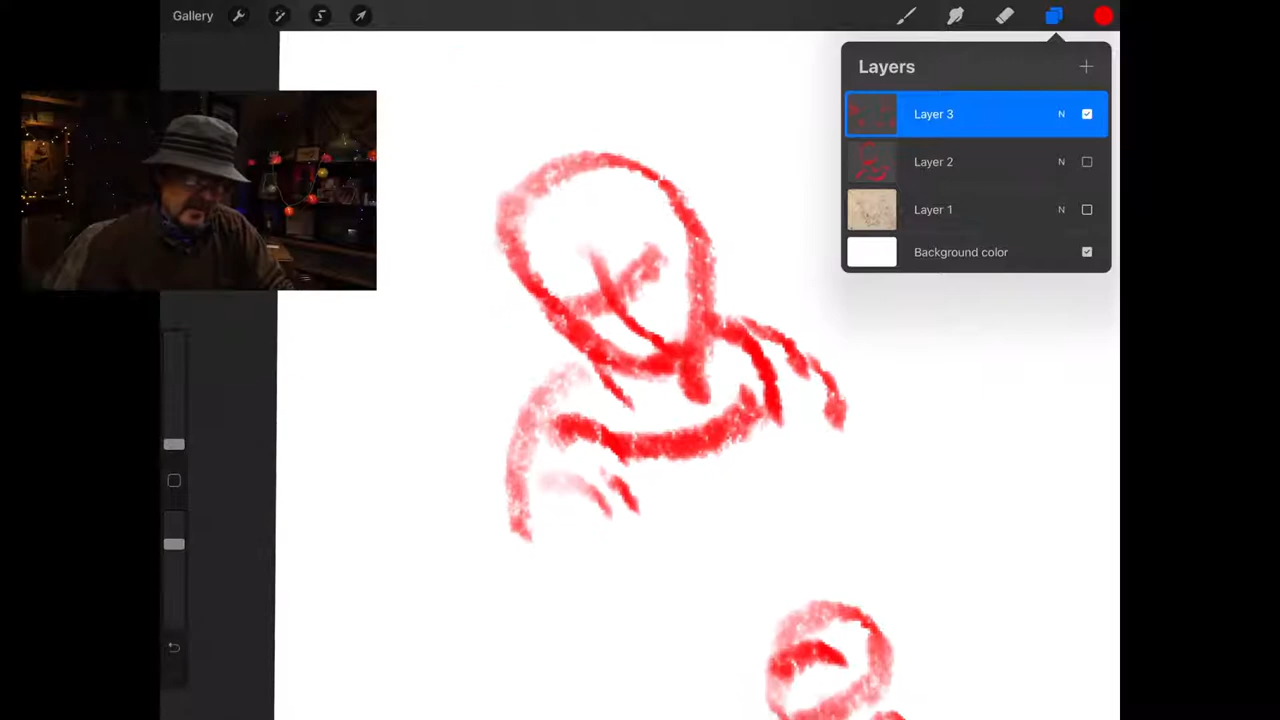 Gallery
Layers
Layer 3 N
Layer 2 N
Layer 1 N
Background color